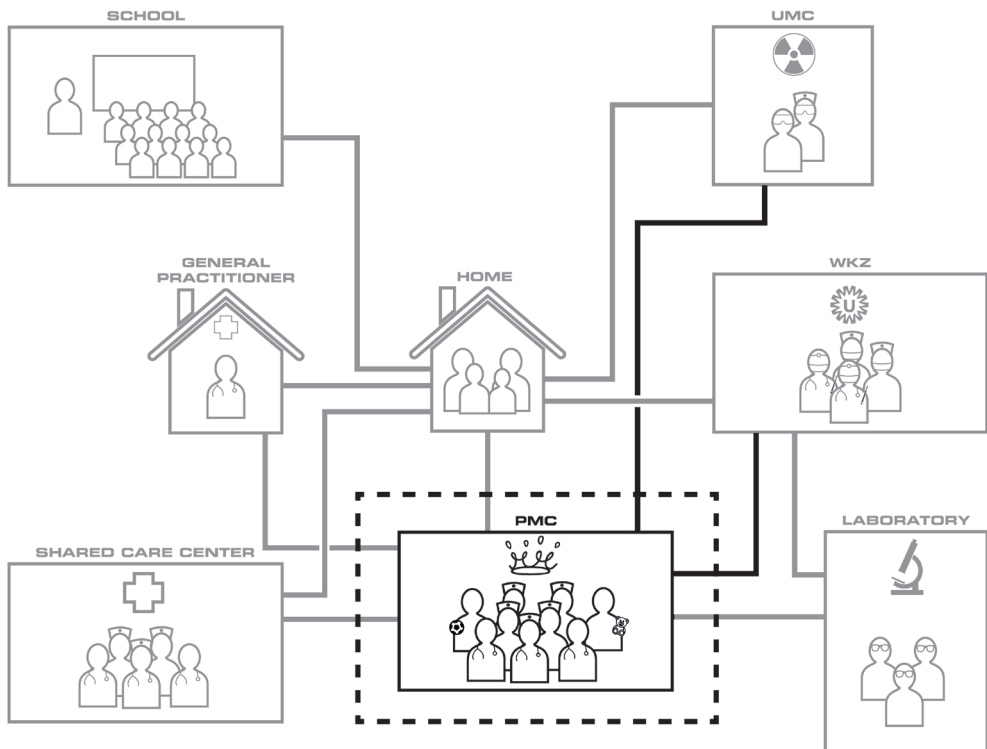 SCHOOL
UMC
GENERAL
PRACTITIONER
HOME
WKZ
U
PMC
LABORATORY
SHARED CARE CENTER